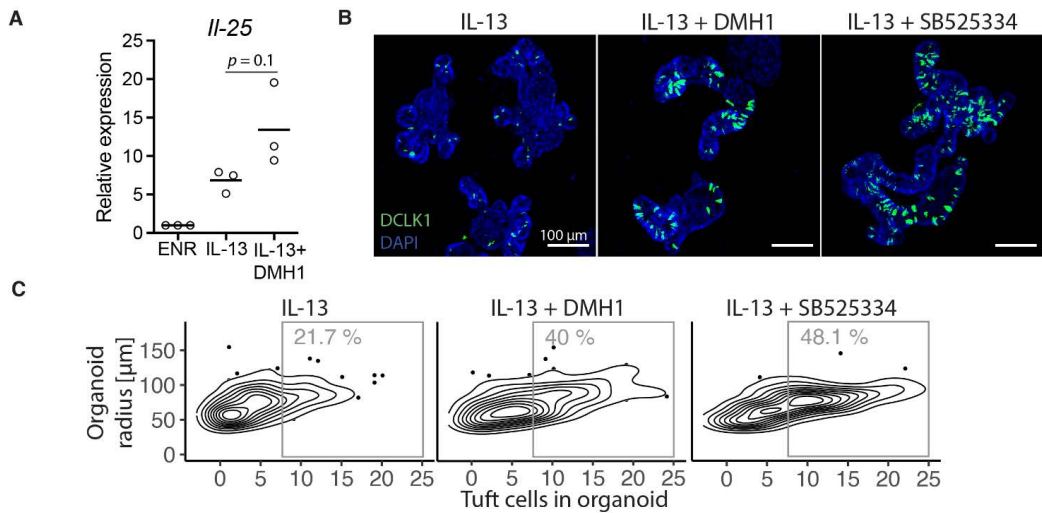 A
Il-25
Relative expression
25
20
15
10
5
0
p = 0.1
ENR
IL-13
IL-13+
DMH1
B
IL-13
IL-13 + DMH1
IL-13 + SB525334
DCLK1
DAPI
100 µm
C
IL-13
IL-13 + DMH1
IL-13 + SB525334
Organoid
radius [µm]
150
100
50
0
21.7 %
40 %
48.1 %
0 5 10 15 20 25
0 5 10 15 20 25
0 5 10 15 20 25
Tuft cells in organoid